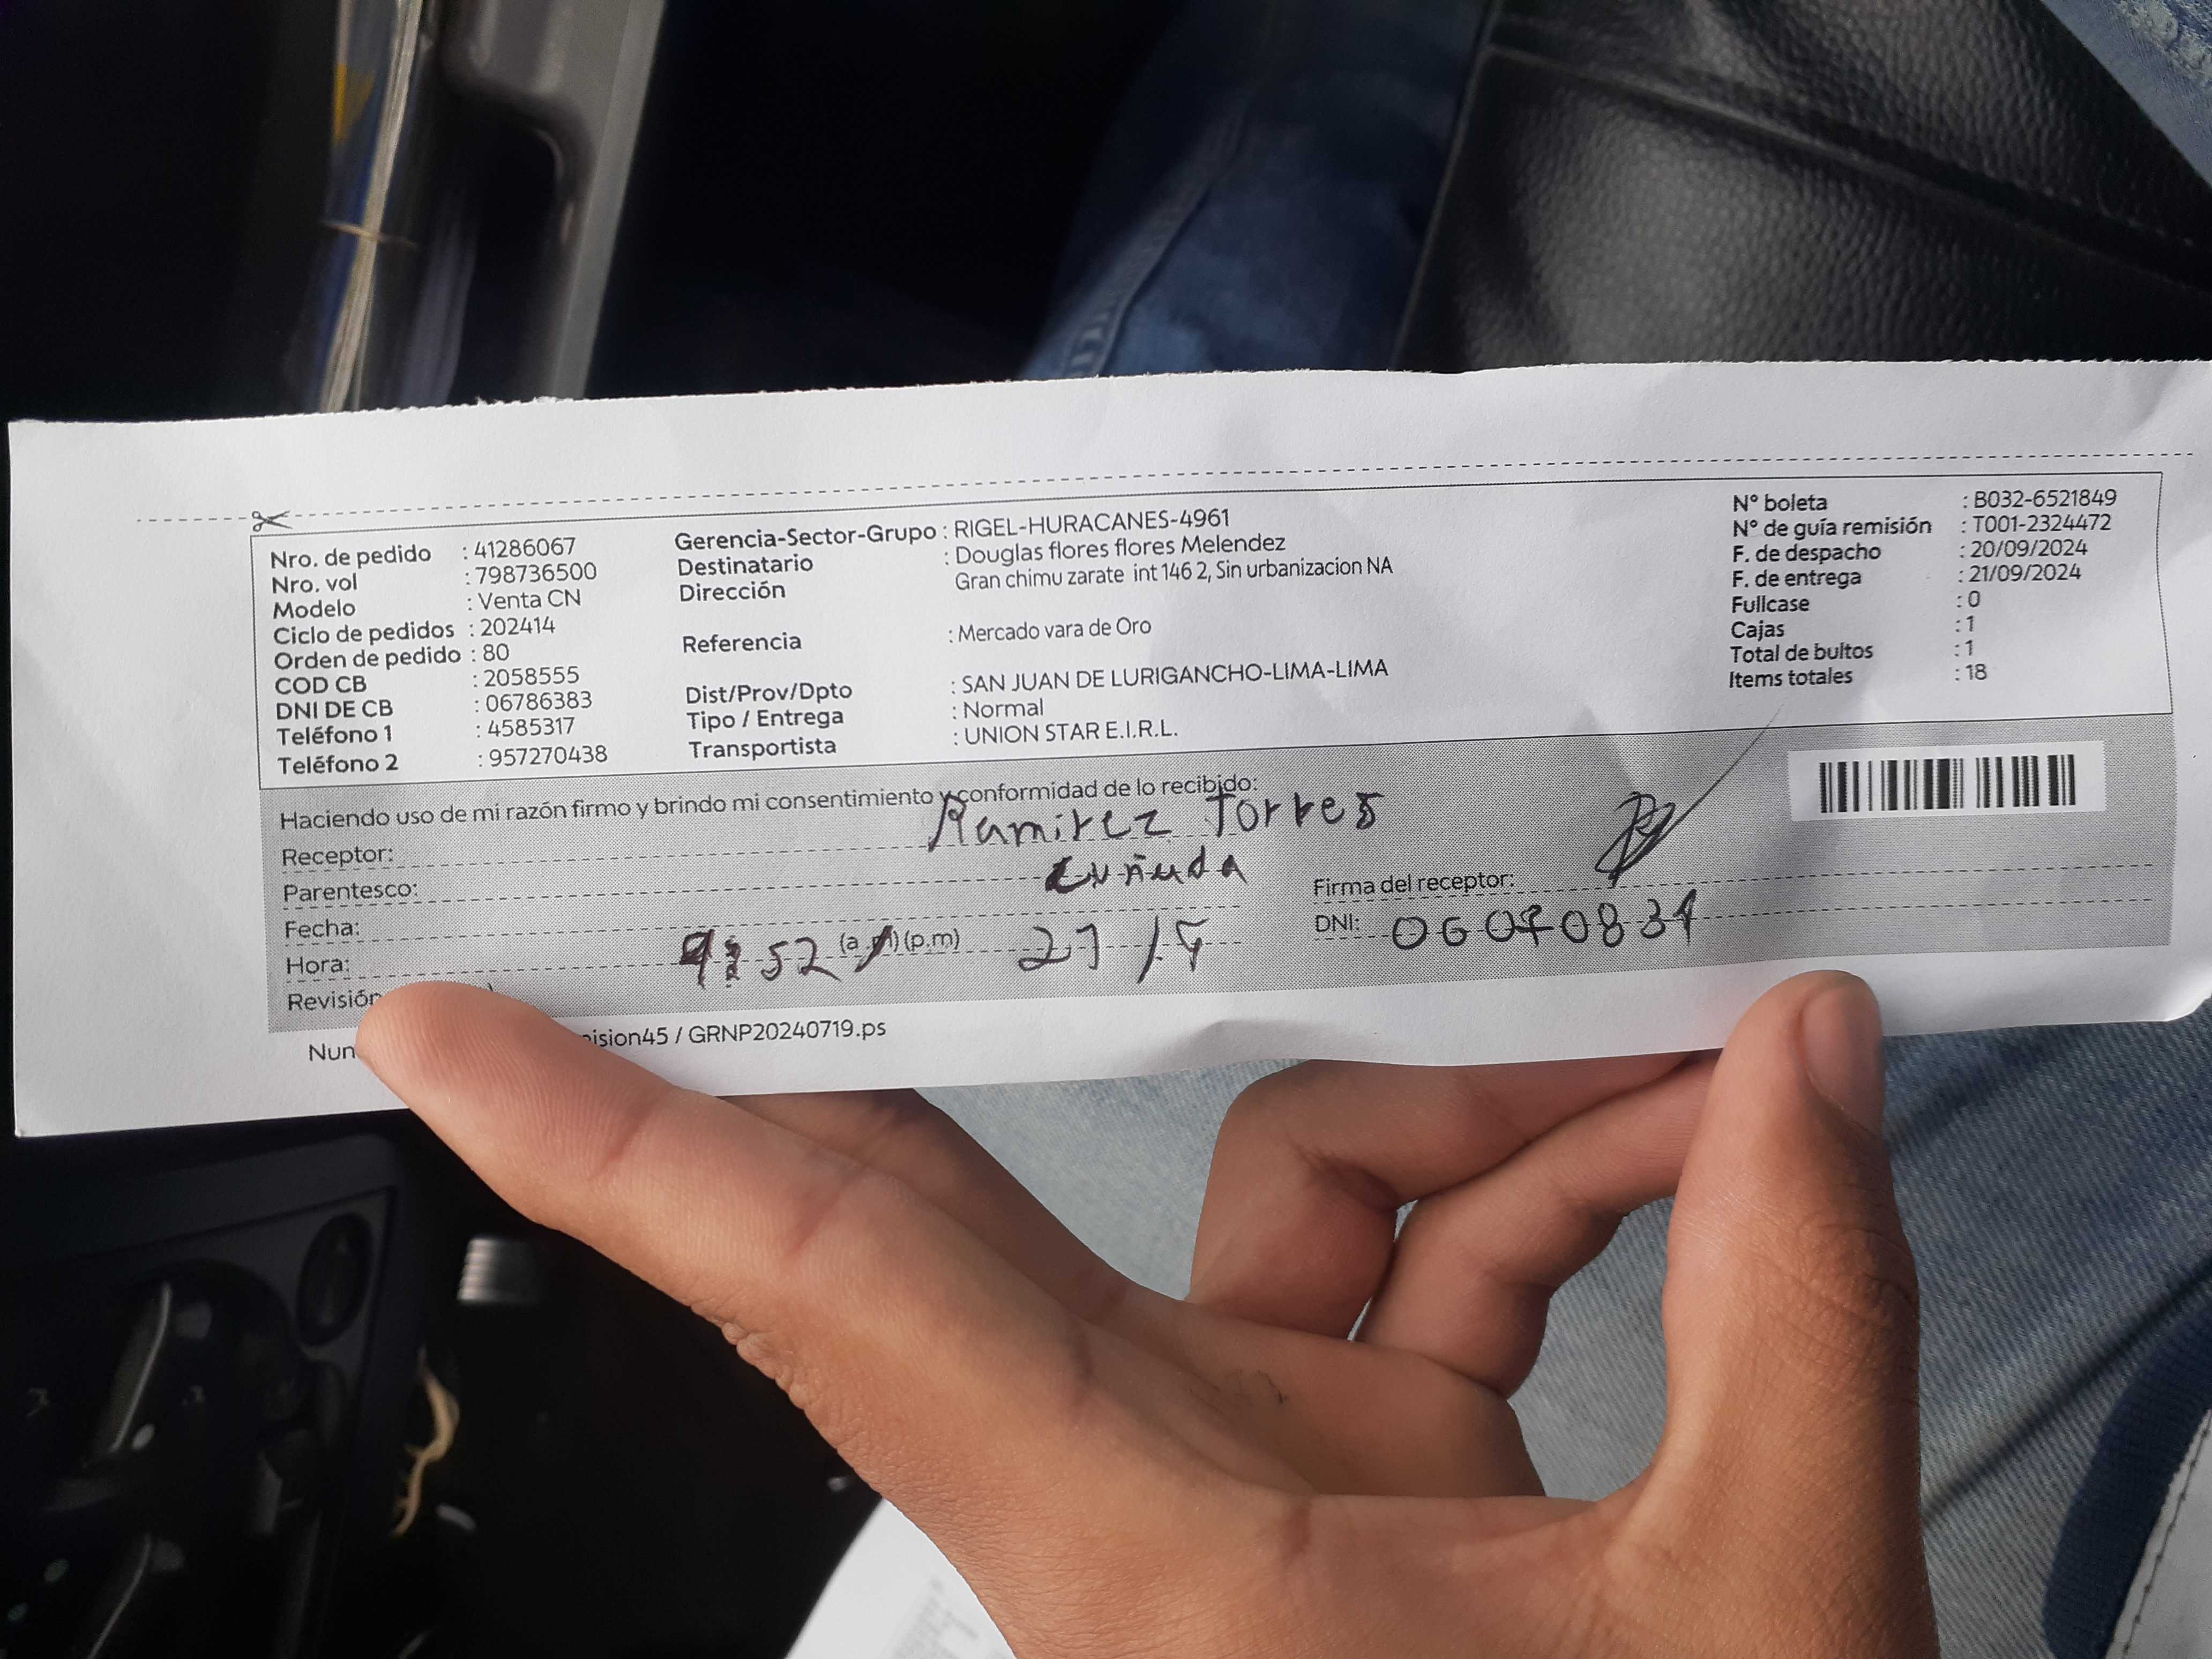 Nro. de pedido : 41286067
Nro. vol : 798736500
Modelo : Venta CN
Ciclo de pedidos : 202414
Orden de pedido : 80
COD CB : 2058555
DNI DE CB : 06786383
Teléfono 1 : 4585317
Teléfono 2 : 957270438
Gerencia-Sector-Grupo : RIGEL-HURACANES-4961
Destinatario : Douglas flores flores Melendez
Dirección Gran chimu zarate int 146 2, Sin urbanizacion NA
Referencia : Mercado vara de Oro
Dist/Prov/Dpto : SAN JUAN DE LURIGANCHO-LIMA-LIMA
Tipo / Entrega : Normal
Transportista : UNION STAR E.I.R.L.
N° boleta : B032-6521849
N° de guía remisión : T001-2324472
F. de despacho : 20/09/2024
F. de entrega : 21/09/2024
Fullcase : 0
Cajas : 1
Total de bultos : 1
Items totales : 18
Haciendo uso de mi razón firmo y brindo mi consentimiento y conformidad de lo recibido:
Receptor: Ramirez Torres
Parentesco: cuñada
Fecha:
Hora: 9:52 (p.m)
Revisión
Firma del receptor:
DNI:
GRNP20240719.ps